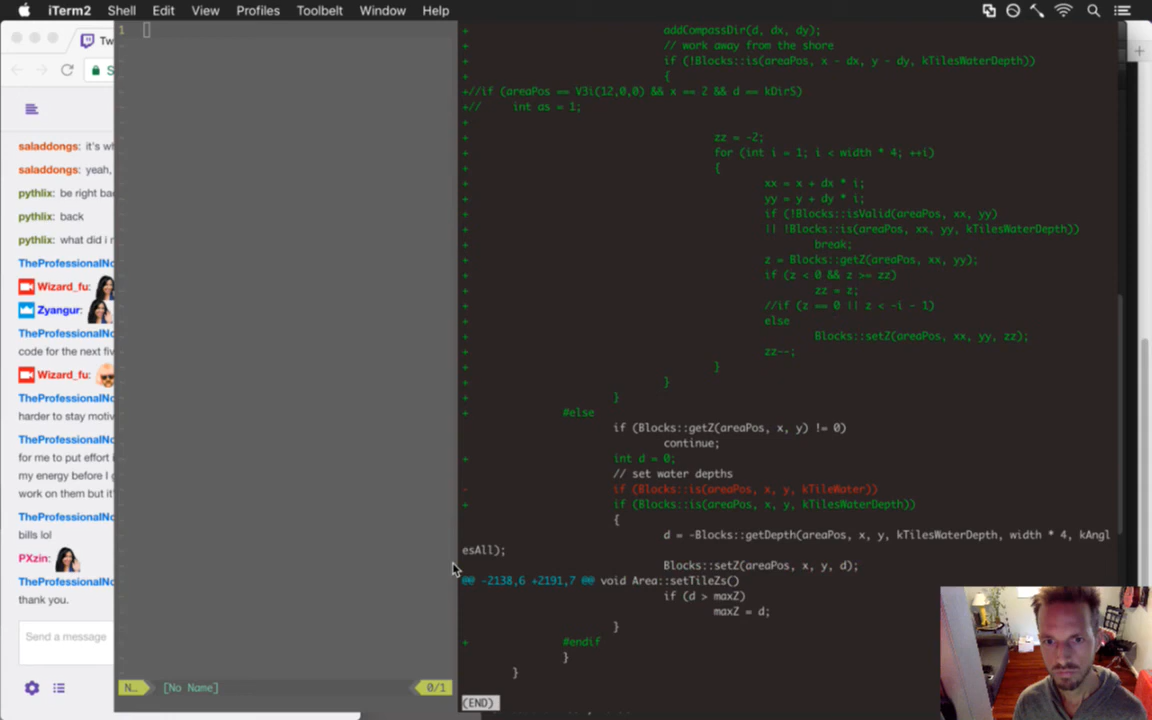 iTerm2 Shell Edit View Profiles Toolbelt Window Help
Tw
S
saladdongs: it's wh
saladdongs: yeah,
pythlix: be right ba
pythlix: back
pythlix: what did i r
TheProfessionalNo
Wizard_fu:
Zyangur:
TheProfessionalNo
code for the next fiv
Wizard_fu:
TheProfessionalNo
harder to stay motiv
TheProfessionalNo
for me to put effort i
my energy before I g
work on them but it'
TheProfessionalNo
bills lol
PXzin:
TheProfessionalNo
thank you.
Send a message
1
N... [No Name] 0/1
+ addCompassDir(d, dx, dy);
+ // work away from the shore
+ if (!Blocks::is(areaPos, x - dx, y - dy, kTilesWaterDepth))
+ {
+//if (areaPos == V3i(12,0,0) && x == 2 && d == kDirS)
+// int as = 1;
+
+ zz = -2;
+ for (int i = 1; i < width * 4; ++i)
+ {
+ xx = x + dx * i;
+ yy = y + dy * i;
+ if (!Blocks::isValid(areaPos, xx, yy)
+ || !Blocks::is(areaPos, xx, yy, kTilesWaterDepth))
+ break;
+ z = Blocks::getZ(areaPos, xx, yy);
+ if (z < 0 && z >= zz)
+ zz = z;
+ //if (z == 0 || z < -i - 1)
+ else
+ Blocks::setZ(areaPos, xx, yy, zz);
+ zz--;
+ }
+ }
+ }
+ #else
if (Blocks::getZ(areaPos, x, y) != 0)
continue;
+ int d = 0;
// set water depths
- if (Blocks::is(areaPos, x, y, kTileWater))
+ if (Blocks::is(areaPos, x, y, kTilesWaterDepth))
{
d = -Blocks::getDepth(areaPos, x, y, kTilesWaterDepth, width * 4, kAngl
esAll);
Blocks::setZ(areaPos, x, y, d);
@@ -2138,6 +2191,7 @@ void Area::setTileZs()
if (d > maxZ)
maxZ = d;
}
+ #endif
}
}
(END)